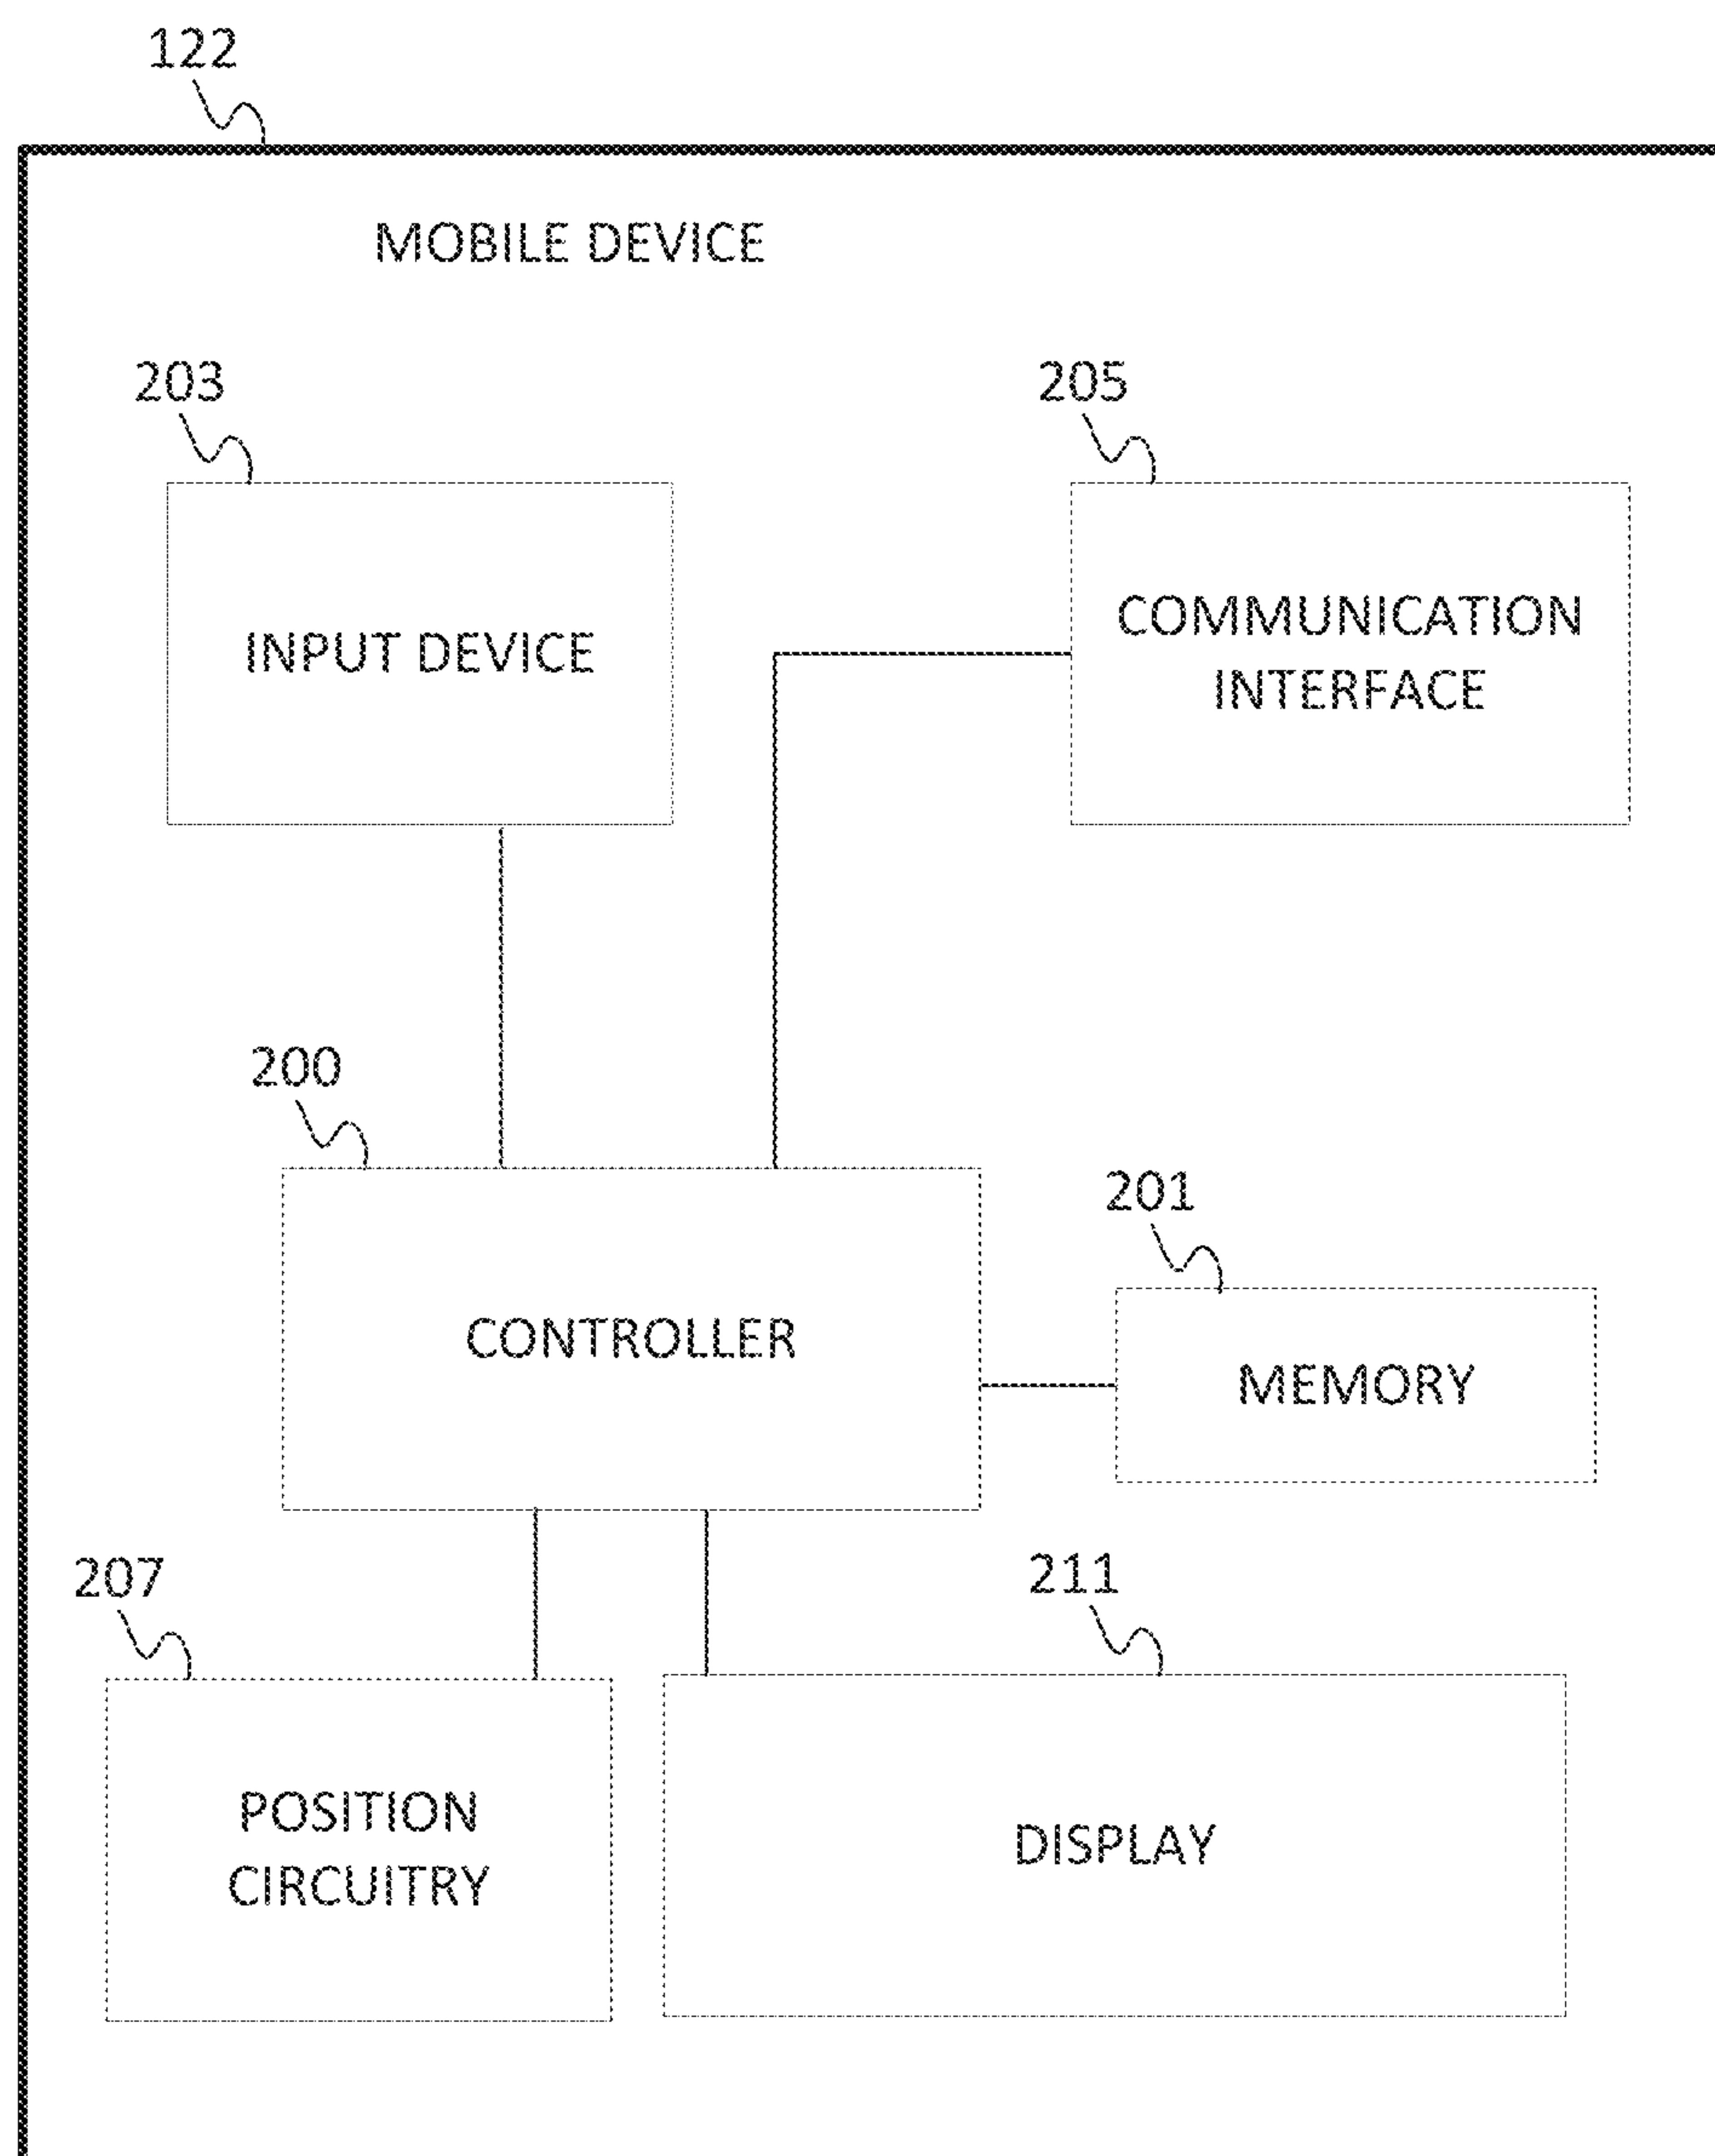 122
MOBILE DEVICE
203
205
INPUT DEVICE
COMMUNICATION
INTERFACE
200
201
CONTROLLER
MEMORY
207
211
POSITION
CIRCUITRY
DISPLAY